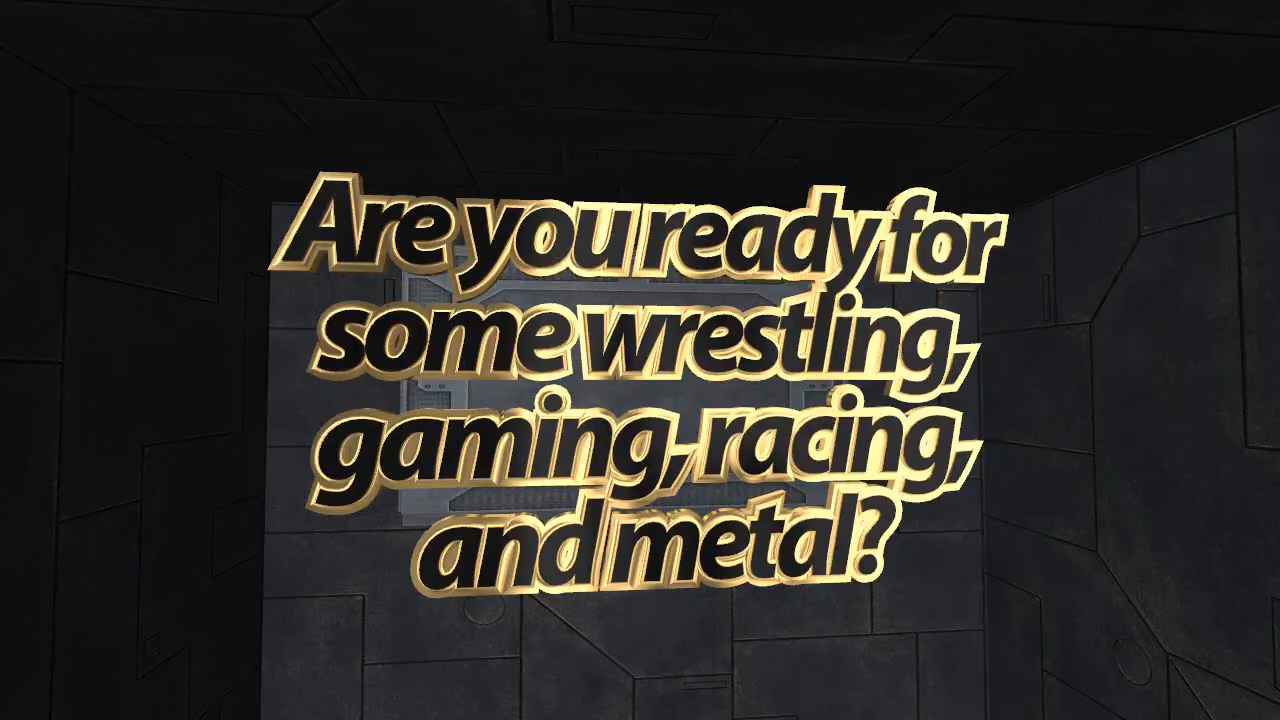 Are you ready for
some wrestling,
gaming, racing,
and metal?